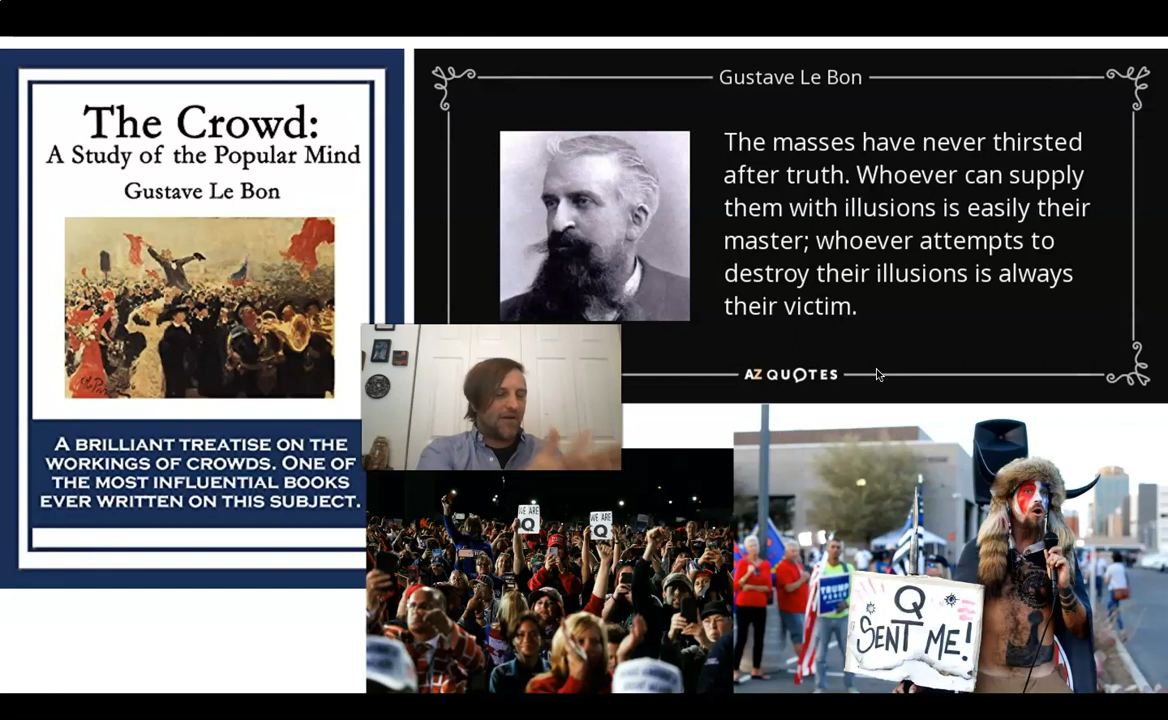 The Crowd:
A Study of the Popular Mind
Gustave Le Bon
A BRILLIANT TREATISE ON THE
WORKINGS OF CROWDS. ONE OF
THE MOST INFLUENTIAL BOOKS
EVER WRITTEN ON THIS SUBJECT.
Gustave Le Bon
The masses have never thirsted
after truth. Whoever can supply
them with illusions is easily their
master; whoever attempts to
destroy their illusions is always
their victim.
AZ QUOTES
WE ARE
Q
WE ARE
Q
TRUMP
Q
SENT ME!